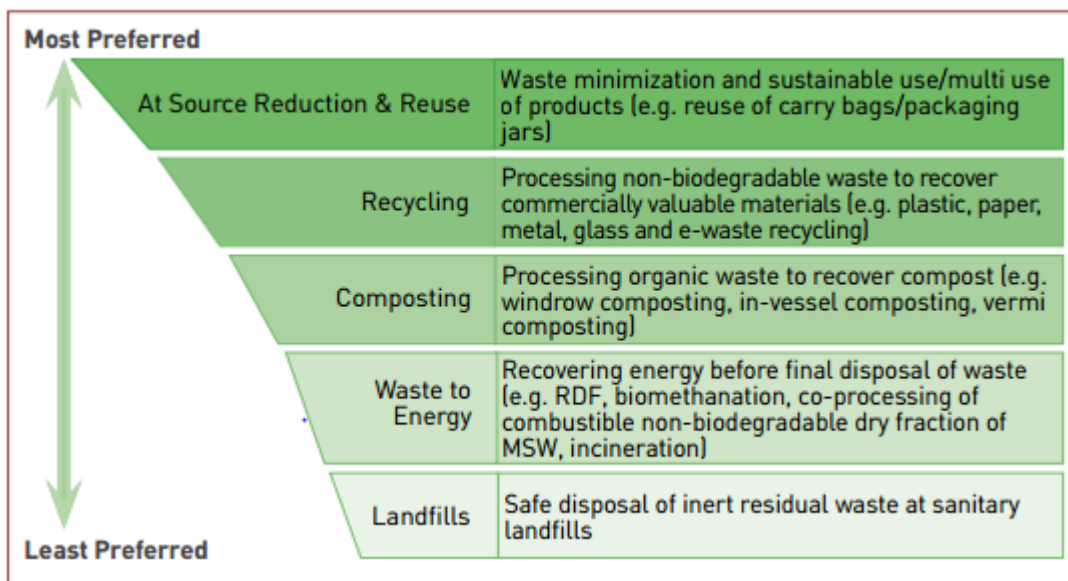 Most Preferred
At Source Reduction & Reuse
Waste minimization and sustainable use/multi use
of products (e.g. reuse of carry bags/packaging
jars)
Recycling
Processing non-biodegradable waste to recover
commercially valuable materials (e.g. plastic, paper,
metal, glass and e-waste recycling)
Composting
Processing organic waste to recover compost (e.g.
windrow composting, in-vessel composting, vermi
composting)
Waste to
Energy
Recovering energy before final disposal of waste
(e.g. RDF, biomethanation, co-processing of
combustible non-biodegradable dry fraction of
MSW, incineration)
Landfills
Safe disposal of inert residual waste at sanitary
landfills
Least Preferred